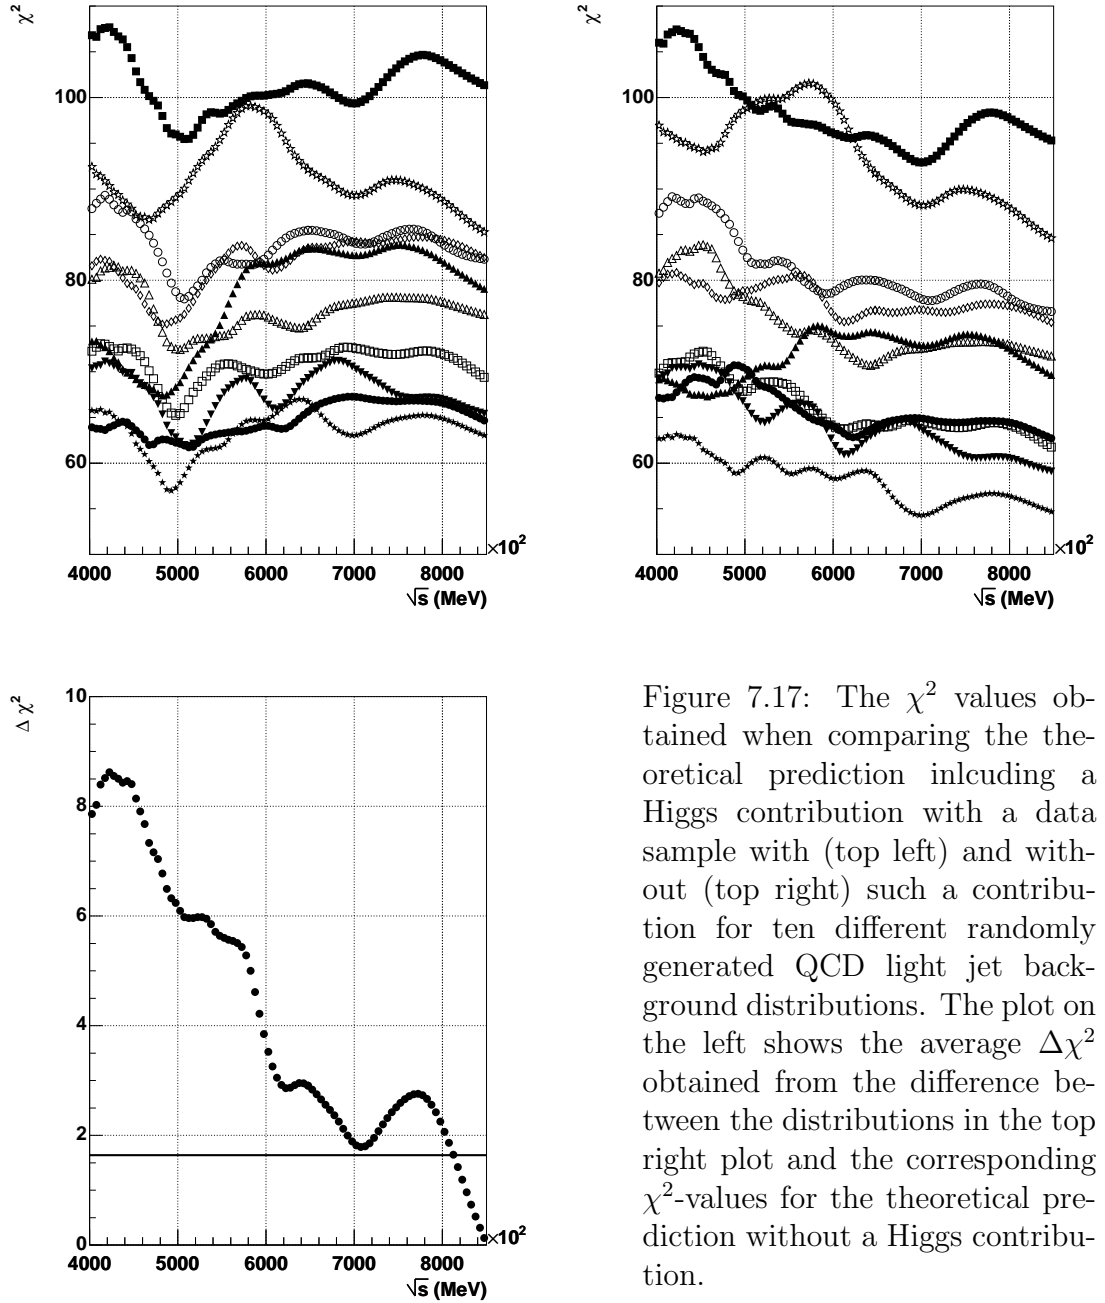 χ²
100
80
60
×10²
4000 5000 6000 7000 8000
√s (MeV)
χ²
100
80
60
×10²
4000 5000 6000 7000 8000
√s (MeV)
Δ χ²
10
8
6
4
2
0
×10²
4000 5000 6000 7000 8000
√s (MeV)
Figure 7.17: The χ² values ob-
tained when comparing the the-
oretical prediction inlcuding a
Higgs contribution with a data
sample with (top left) and with-
out (top right) such a contribu-
tion for ten different randomly
generated QCD light jet back-
ground distributions. The plot on
the left shows the average Δχ²
obtained from the difference be-
tween the distributions in the top
right plot and the corresponding
χ²-values for the theoretical pre-
diction without a Higgs contribu-
tion.